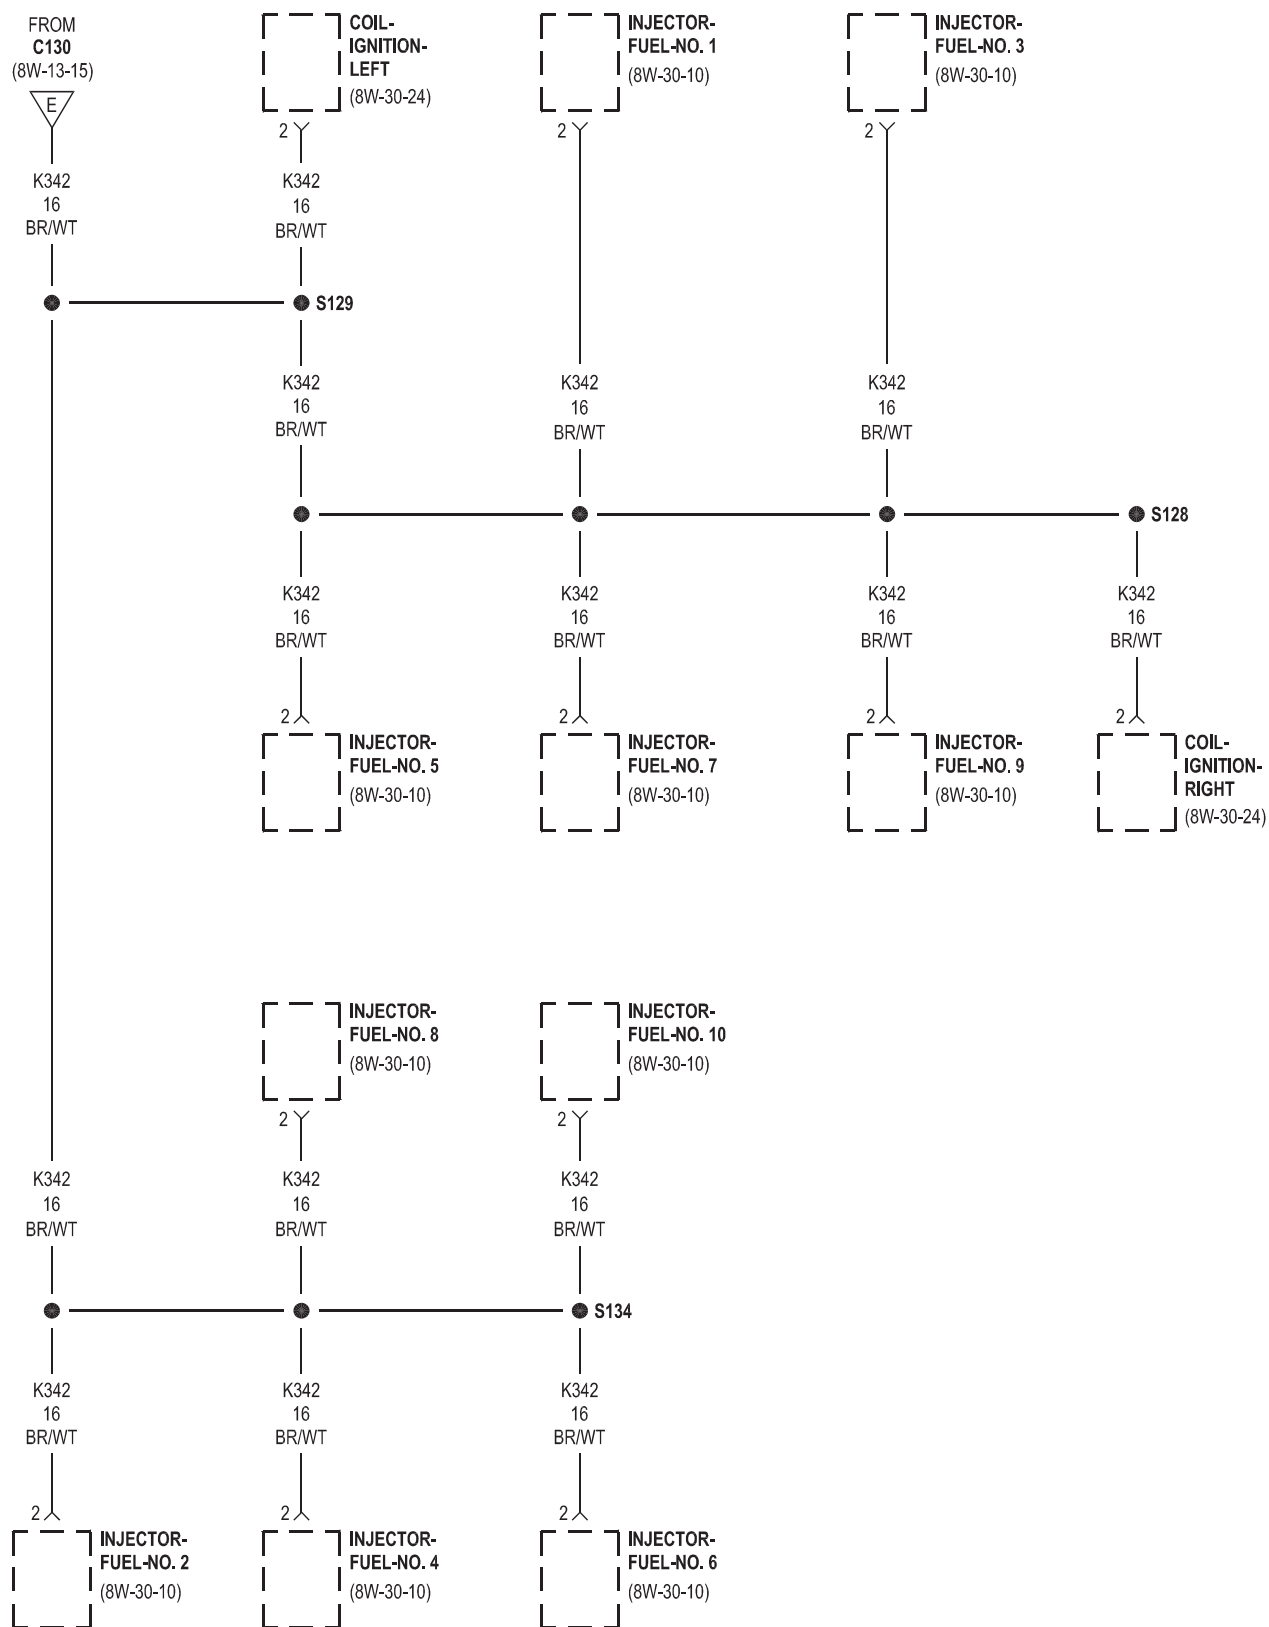 FROM
C130
(8W-13-15)
E
K342
16
BR/WT
COIL-
IGNITION-
LEFT
(8W-30-24)
2
K342
16
BR/WT
INJECTOR-
FUEL-NO. 1
(8W-30-10)
2
INJECTOR-
FUEL-NO. 3
(8W-30-10)
2
S129
K342
16
BR/WT
K342
16
BR/WT
K342
16
BR/WT
S128
K342
16
BR/WT
K342
16
BR/WT
K342
16
BR/WT
K342
16
BR/WT
2
INJECTOR-
FUEL-NO. 5
(8W-30-10)
2
INJECTOR-
FUEL-NO. 7
(8W-30-10)
2
INJECTOR-
FUEL-NO. 9
(8W-30-10)
2
COIL-
IGNITION-
RIGHT
(8W-30-24)
INJECTOR-
FUEL-NO. 8
(8W-30-10)
2
INJECTOR-
FUEL-NO. 10
(8W-30-10)
2
K342
16
BR/WT
K342
16
BR/WT
K342
16
BR/WT
S134
K342
16
BR/WT
K342
16
BR/WT
K342
16
BR/WT
2
INJECTOR-
FUEL-NO. 2
(8W-30-10)
2
INJECTOR-
FUEL-NO. 4
(8W-30-10)
2
INJECTOR-
FUEL-NO. 6
(8W-30-10)